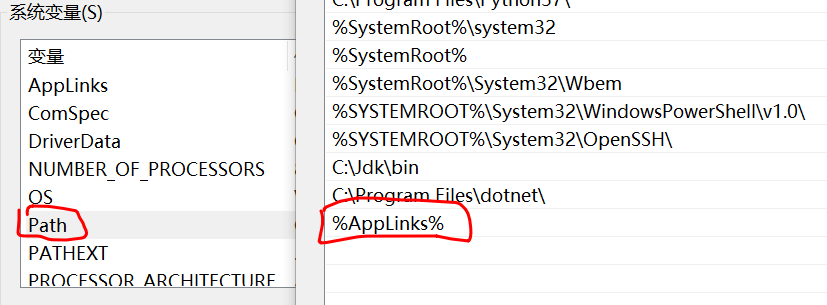 系统变量(S)
变量
AppLinks
ComSpec
DriverData
NUMBER_OF_PROCESSORS
OS
Path
PATHEXT
PROCESSOR_ARCHITECTURE
C:\Program Files\Python37\
%SystemRoot%\system32
%SystemRoot%
%SystemRoot%\System32\Wbem
%SYSTEMROOT%\System32\WindowsPowerShell\v1.0\
%SYSTEMROOT%\System32\OpenSSH\
C:\Jdk\bin
C:\Program Files\dotnet\
%AppLinks%